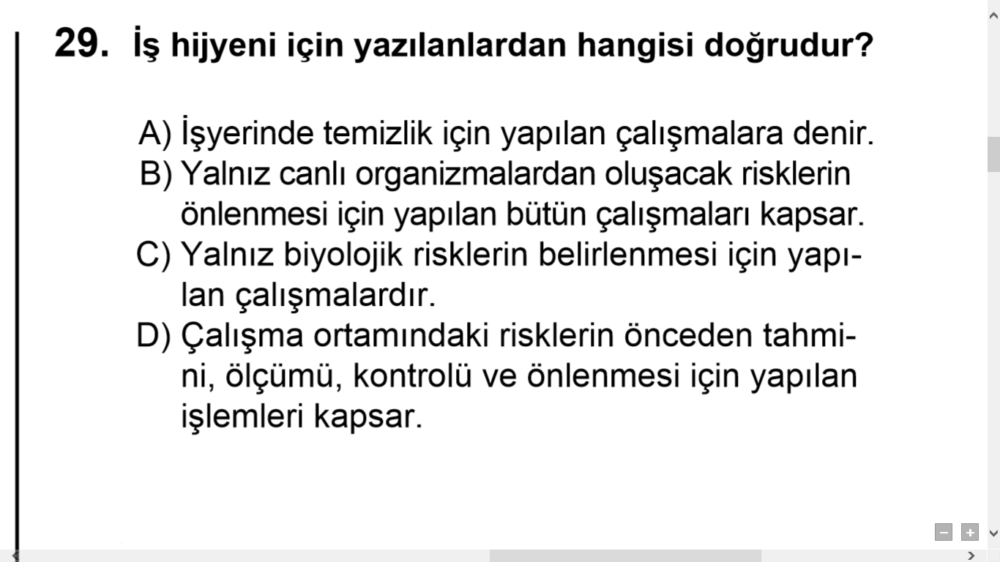 29. İş hijyeni için yazılanlardan hangisi doğrudur?
A) İşyerinde temizlik için yapılan çalışmalara denir.
B) Yalnız canlı organizmalardan oluşacak risklerin
önlenmesi için yapılan bütün çalışmaları kapsar.
C) Yalnız biyolojik risklerin belirlenmesi için yapı-
lan çalışmalardır.
D) Çalışma ortamındaki risklerin önceden tahmi-
ni, ölçümü, kontrolü ve önlenmesi için yapılan
işlemleri kapsar.